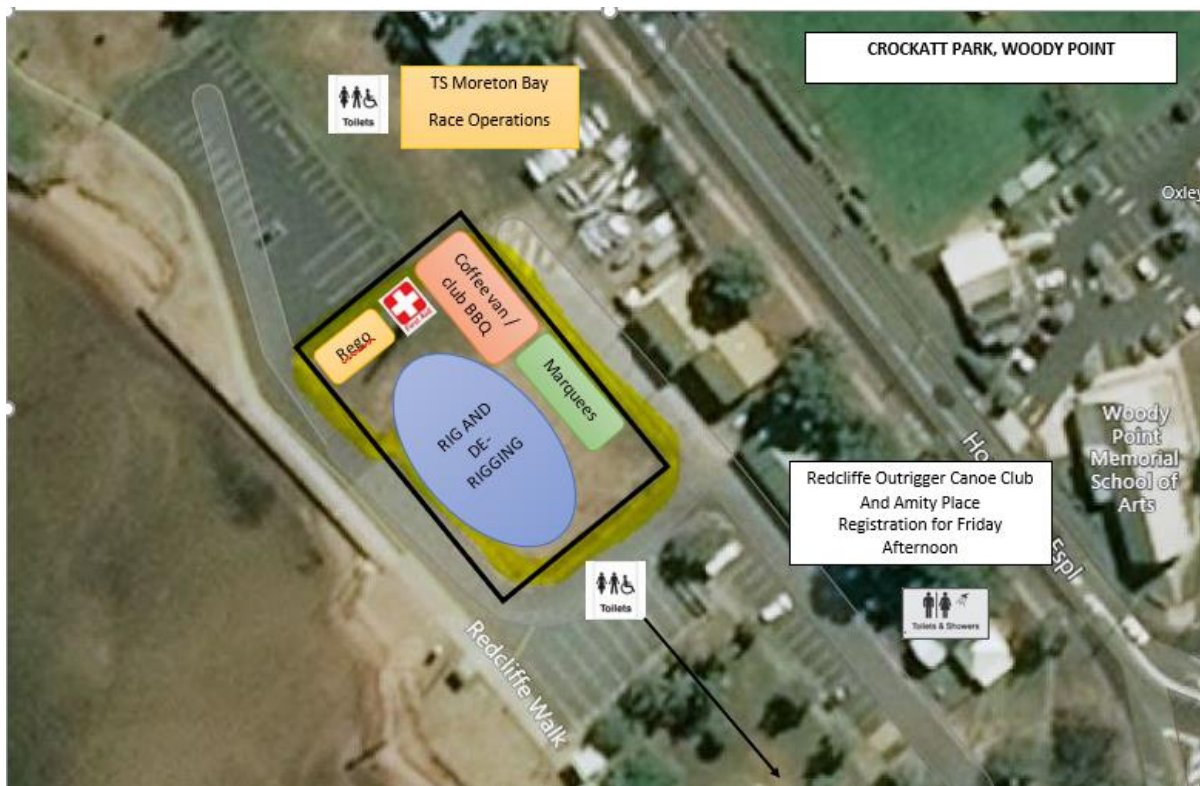 CROCKATT PARK, WOODY POINT
TS Moreton Bay
Race Operations
Toilets
Oxley
Coffee van /
club BBQ
First Aid
Rego
Marquees
RIG AND
DE-
RIGGING
Woody
Point
Memorial
School of
Arts
Ho
Espl
Redcliffe Outrigger Canoe Club
And Amity Place
Registration for Friday
Afternoon
Toilets
Toilets & Showers
Redcliffe Walk